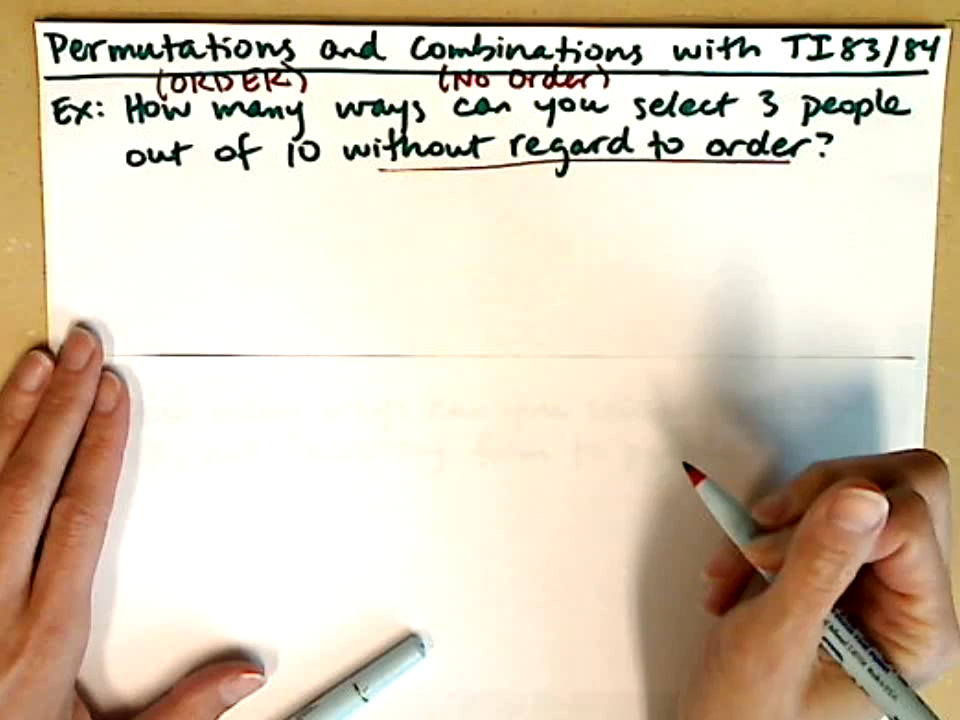 Permutations and Combinations with TI83/84
(ORDER) (No Order)
Ex: How many ways can you select 3 people
out of 10 without regard to order?